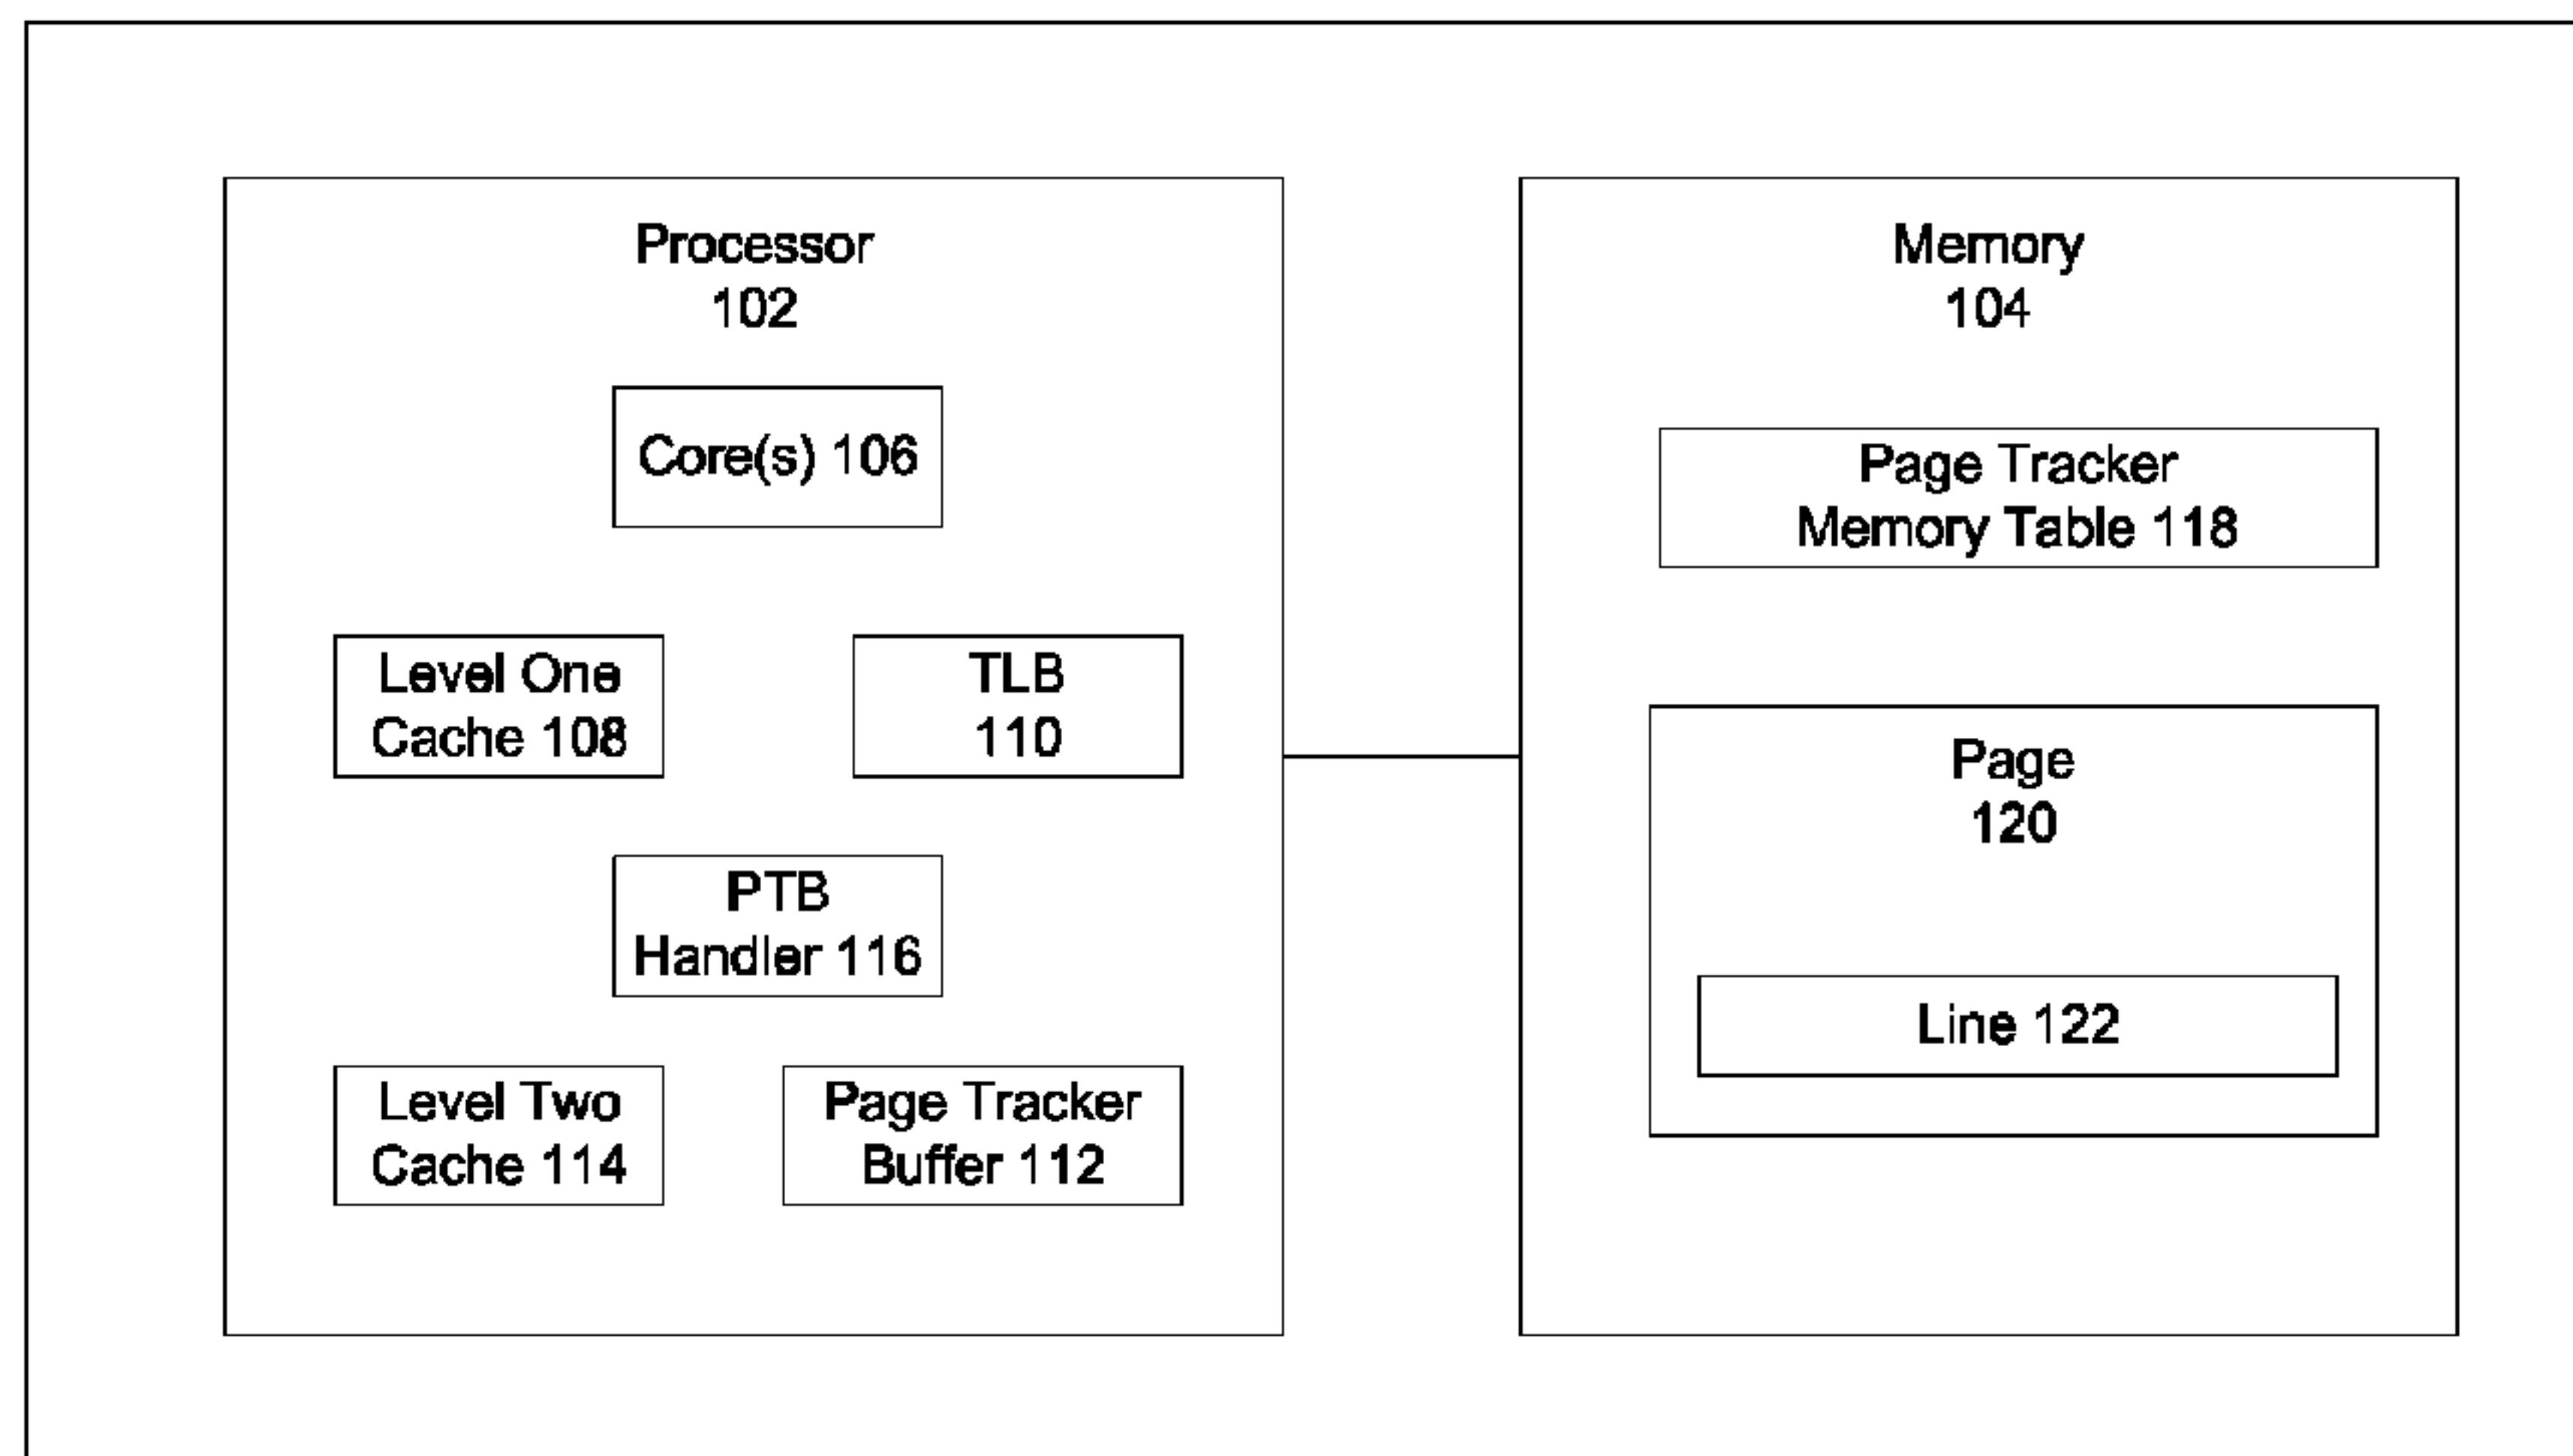 Processor
102
Core(s) 106
Level One
Cache 108
TLB
110
PTB
Handler 116
Level Two
Cache 114
Page Tracker
Buffer 112
Memory
104
Page Tracker
Memory Table 118
Page
120
Line 122